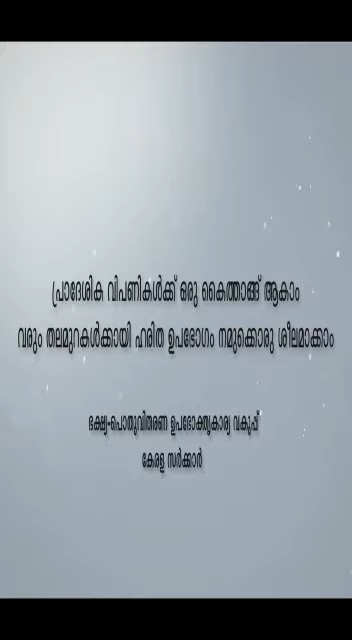 പ്രാദേശിക വിപണികൾക്ക് ഒരു കൈത്താങ്ങ് ആകാം
വരും തലമുറകൾക്കായി ഹരിത ഉപഭോഗം നമുക്കൊരു ശീലമാക്കാം
ഭക്ഷ്യ-പൊതുവിതരണ ഉപഭോക്തൃകാര്യ വകുപ്പ്
കേരള സർക്കാർ